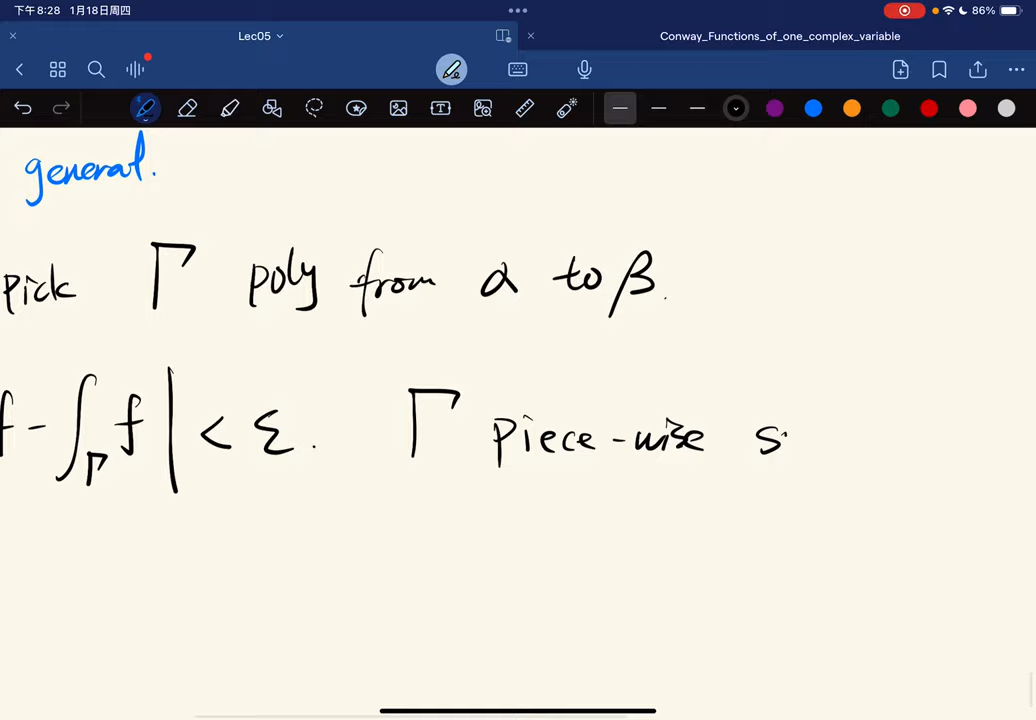 下午8:28 1月18日周四
86%
Lec05
Conway_Functions_of_one_complex_variable
general.
pick Γ poly from α to β.
f - ∫_Γ f | < ε. Γ piece-wise s